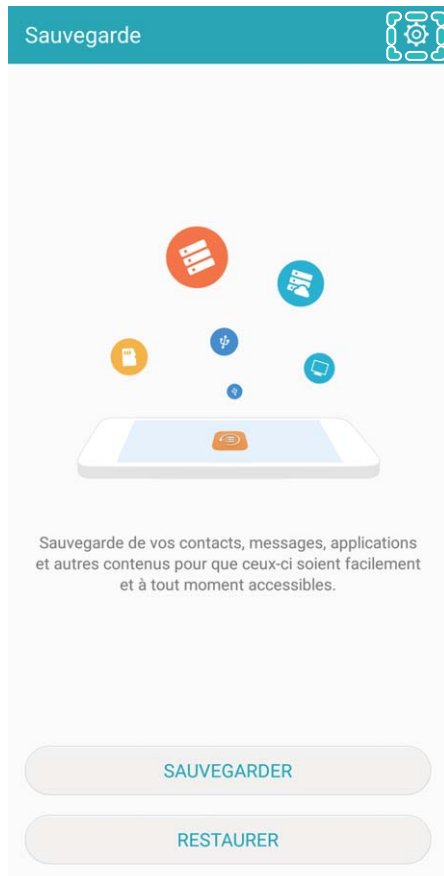 Sauvegarde
Sauvegarde de vos contacts, messages, applications
et autres contenus pour que ceux-ci soient facilement
et à tout moment accessibles.
SAUVEGARDER
RESTAURER